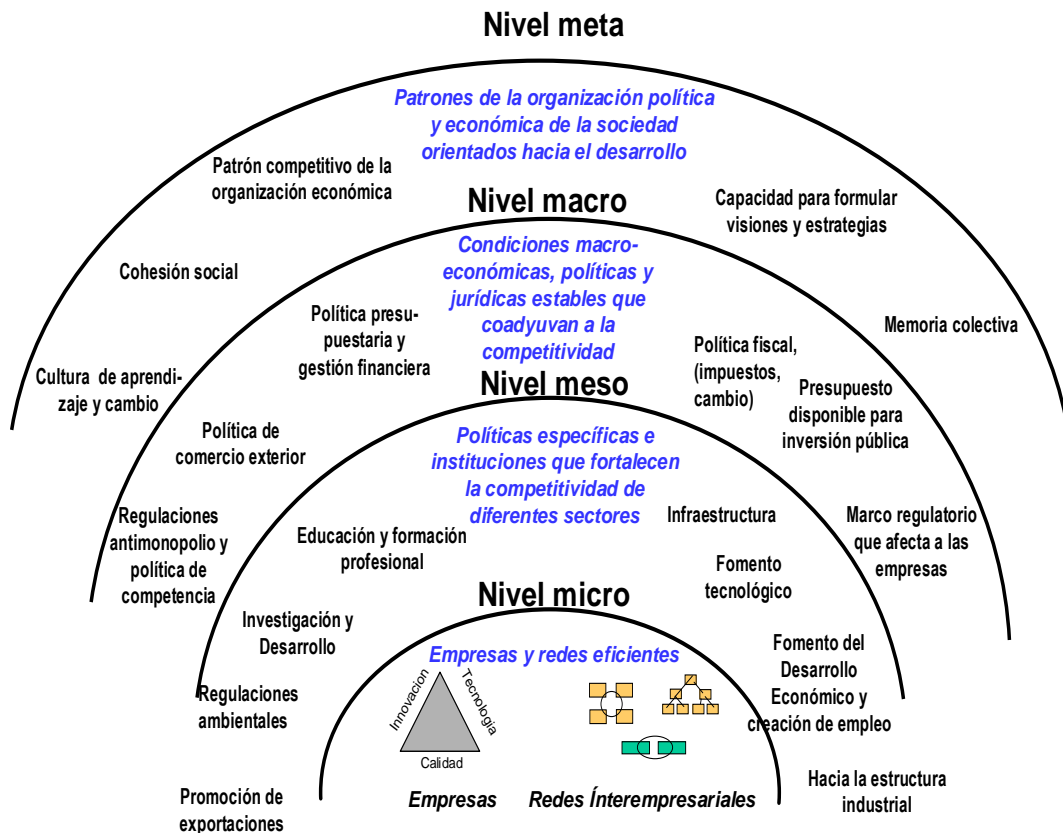 Nivel meta
Patrones de la organización política
y económica de la sociedad
orientados hacia el desarrollo
Patrón competitivo de la
organización económica
Capacidad para formular
visiones y estrategias
Cohesión social
Memoria colectiva
Cultura de aprendi-
zaje y cambio
Nivel macro
Condiciones macro-
económicas, políticas y
jurídicas estables que
coadyuvan a la
competitividad
Política presu-
puestaria y
gestión financiera
Política fiscal,
(impuestos,
cambio)
Presupuesto
disponible para
inversión pública
Política de
comercio exterior
Regulaciones
antimonopolio y
política de
competencia
Marco regulatorio
que afecta a las
empresas
Nivel meso
Políticas específicas e
instituciones que fortalecen
la competitividad de
diferentes sectores
Educación y formación
profesional
Infraestructura
Fomento
tecnológico
Investigación y
Desarrollo
Fomento del
Desarrollo
Económico y
creación de empleo
Regulaciones
ambientales
Promoción de
exportaciones
Hacia la estructura
industrial
Nivel micro
Empresas y redes eficientes
Innovacion
Tecnologia
Calidad
Empresas
Redes Ínterempresariales